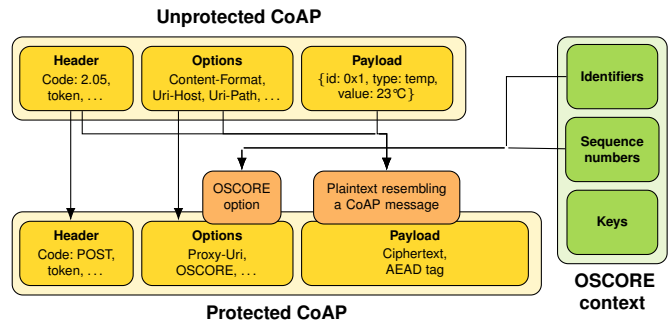 Unprotected CoAP
Header
Code: 2.05,
token, . . .
Options
Content-Format,
Uri-Host, Uri-Path, . . .
Payload
{id: 0x1, type: temp,
value: 23°C}
Identifiers
Sequence
numbers
Keys
OSCORE
context
OSCORE
option
Plaintext resembling
a CoAP message
Header
Code: POST,
token, . . .
Options
Proxy-Uri,
OSCORE, . . .
Payload
Ciphertext,
AEAD tag
Protected CoAP